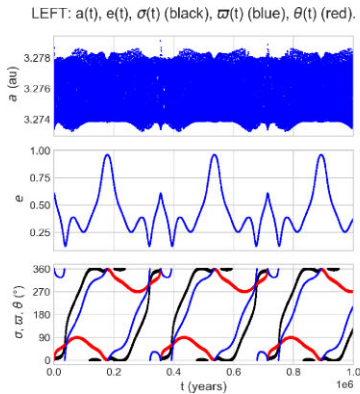 LEFT: a(t), e(t), σ(t) (black), ϖ(t) (blue), θ(t) (red).
3.278
3.276
3.274
a (au)
1.00
0.75
0.50
0.25
e
360
270
180
90
0
σ, ϖ, θ (°)
0.0 0.2 0.4 0.6 0.8 1.0
1e6
t (years)